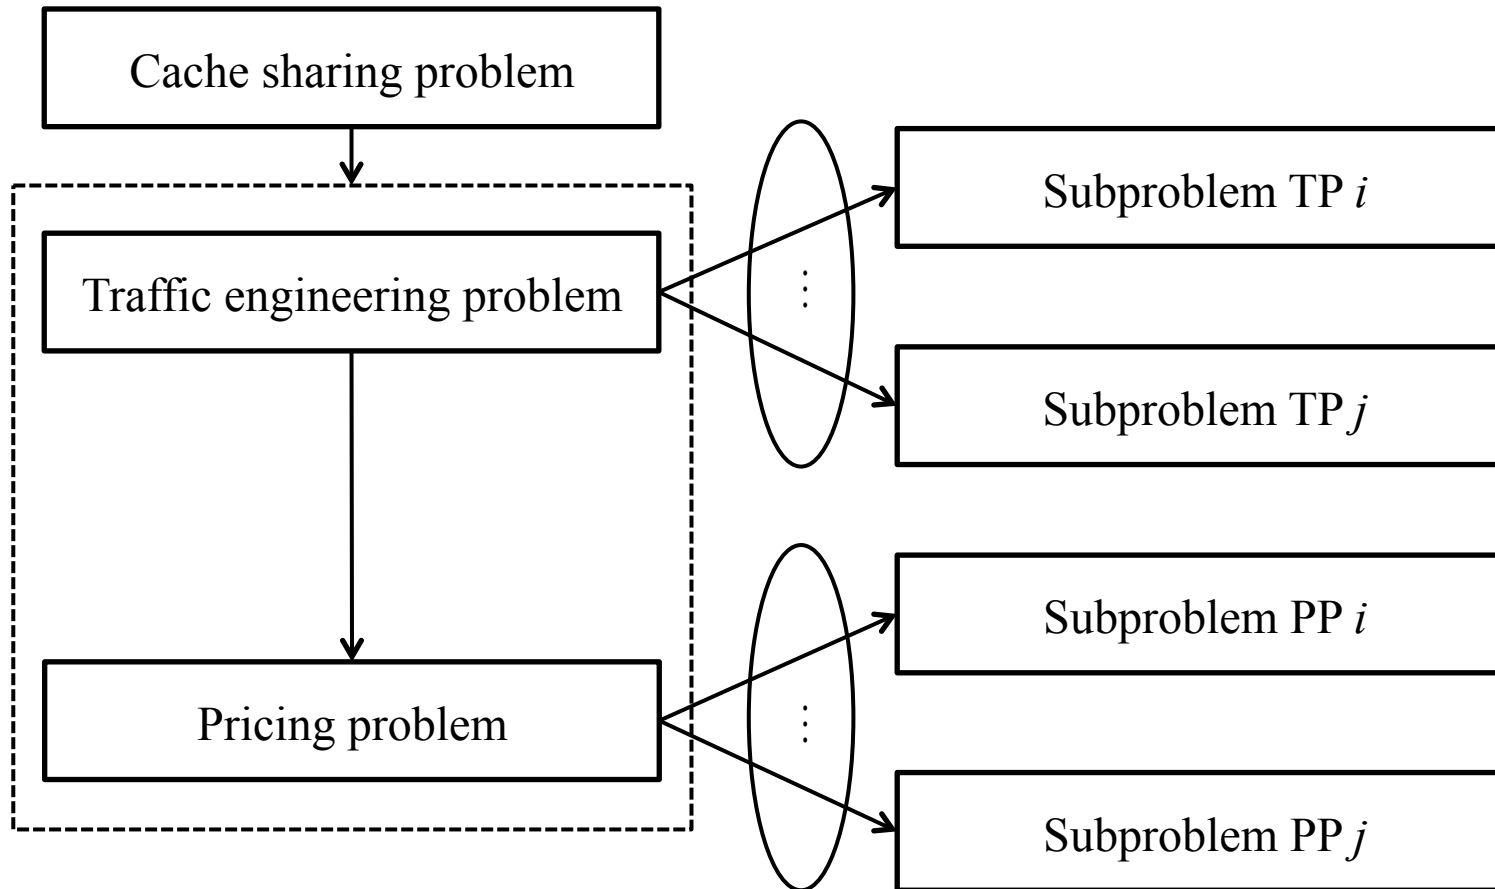 Cache sharing problem
Traffic engineering problem
Pricing problem
⋮
Subproblem TP i
Subproblem TP j
⋮
Subproblem PP i
Subproblem PP j